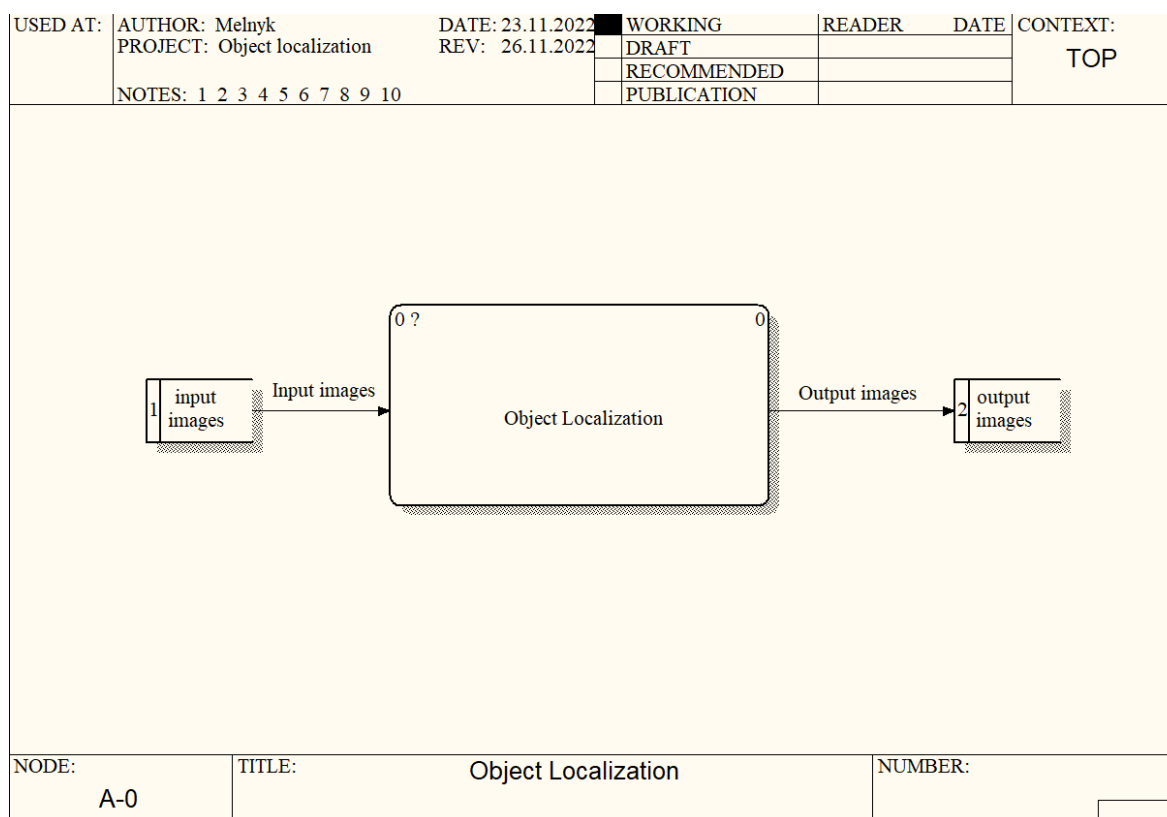 USED AT: AUTHOR: Melnyk DATE: 23.11.2022 WORKING READER DATE CONTEXT:
PROJECT: Object localization REV: 26.11.2022 DRAFT
TOP
RECOMMENDED
NOTES: 1 2 3 4 5 6 7 8 9 10 PUBLICATION
0 ? 0
1 input
images
Input images
Object Localization
Output images
2 output
images
NODE: TITLE: Object Localization NUMBER:
A-0